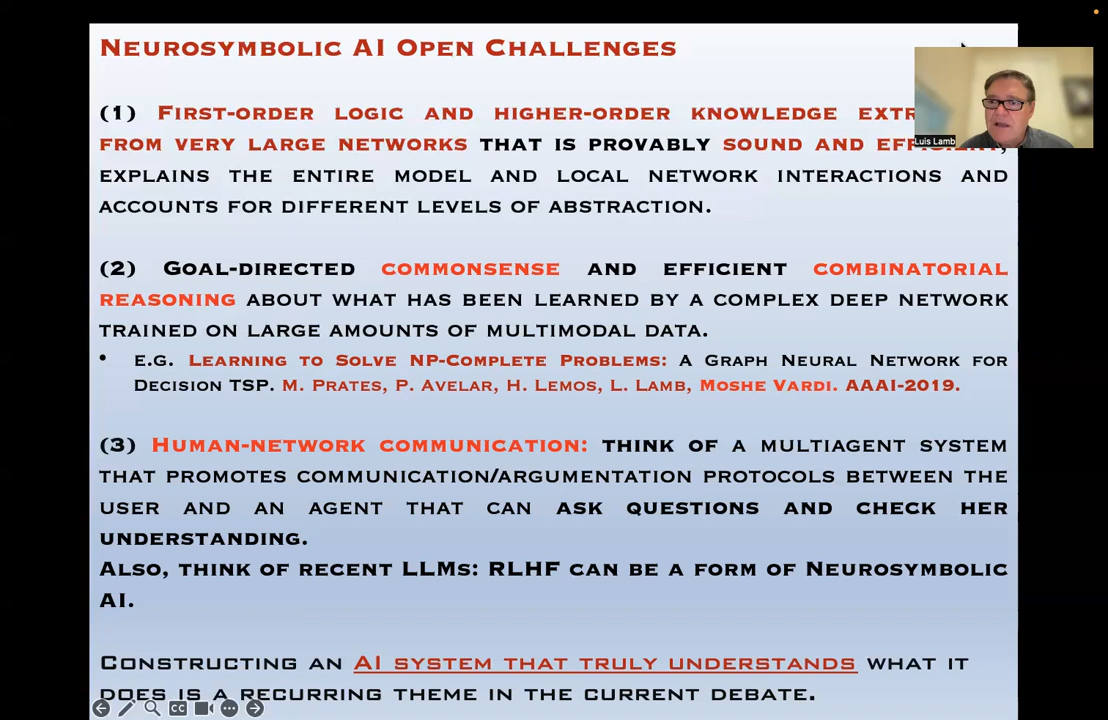 Neurosymbolic AI Open Challenges
(1) First-order logic and higher-order knowledge
from very large networks that is provably sound and
explains the entire model and local network interactions and
accounts for different levels of abstraction.
(2) Goal-directed commonsense and efficient combinatorial
reasoning about what has been learned by a complex deep network
trained on large amounts of multimodal data.
• e.g. Learning to Solve NP-Complete Problems: A Graph Neural Network for
Decision TSP. M. Prates, P. Avelar, H. Lemos, L. Lamb, Moshe Vardi. AAAI-2019.
(3) Human-network communication: think of a multiagent system
that promotes communication/argumentation protocols between the
user and an agent that can ask questions and check her
understanding.
Also, think of recent LLMs: RLHF can be a form of Neurosymbolic
AI.
Constructing an AI system that truly understands what it
does is a recurring theme in the current debate.
Luis Lamb
CC